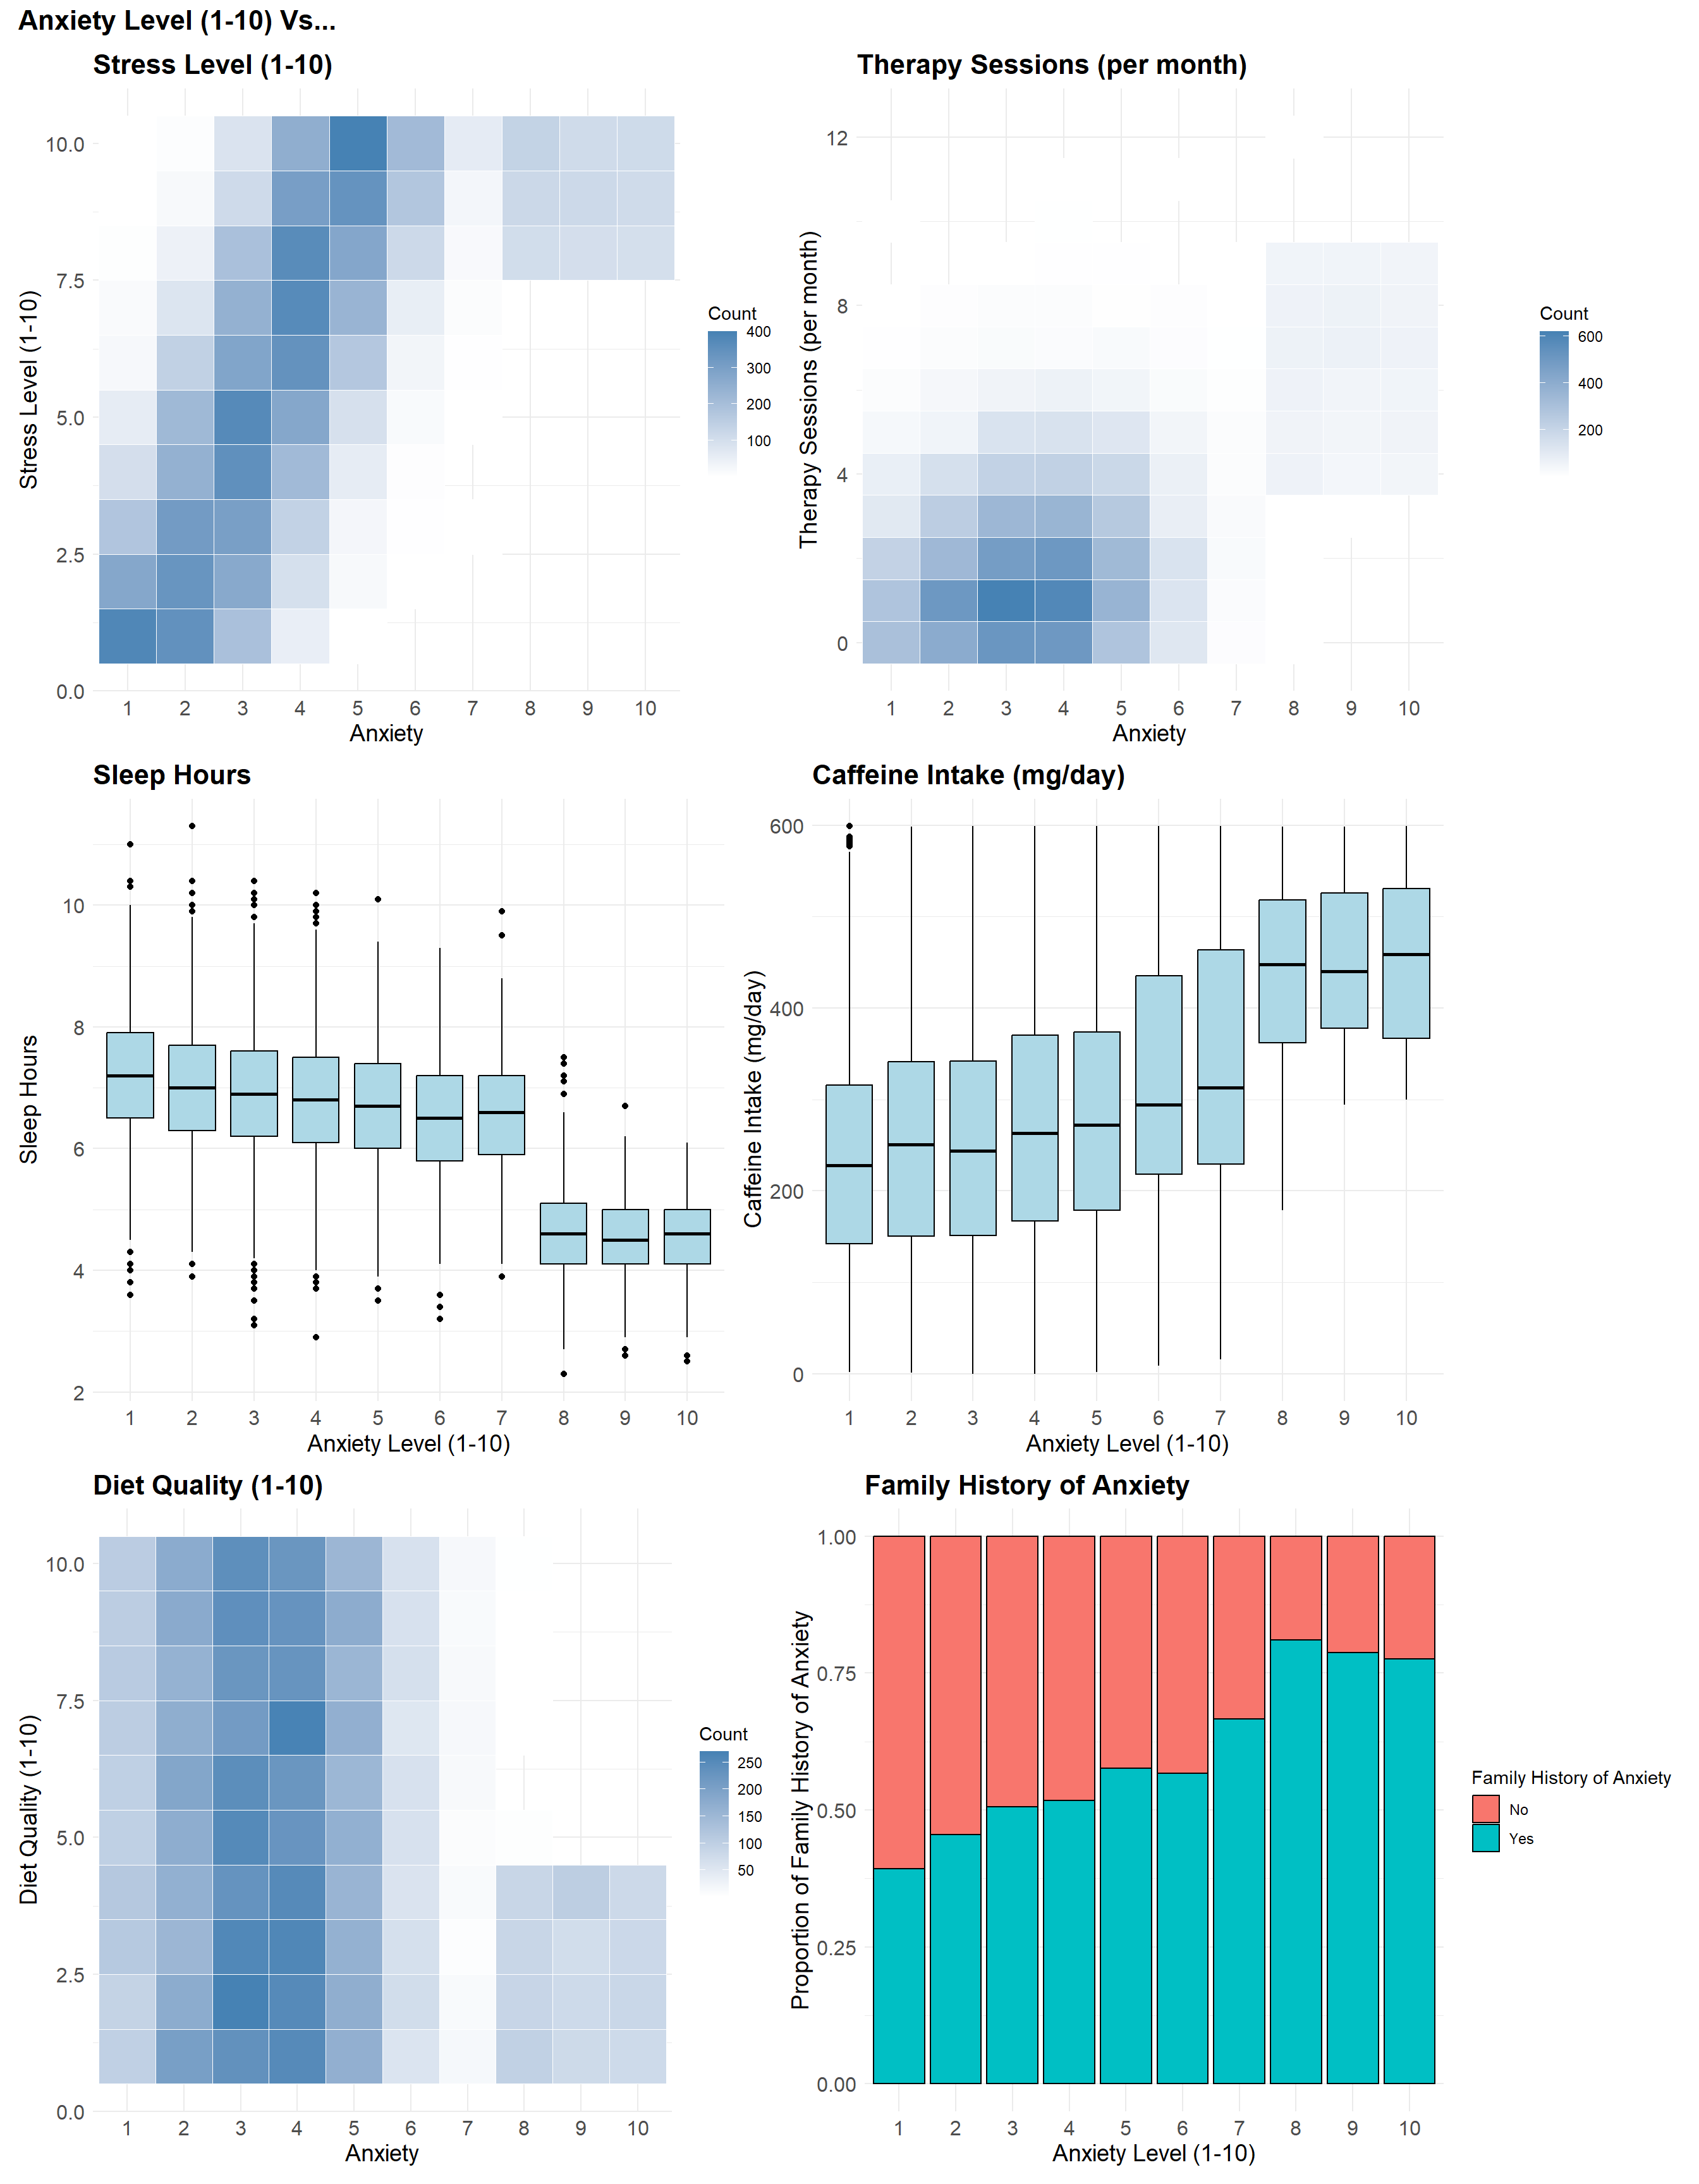 Anxiety Level (1-10) Vs...
Stress Level (1-10)
Stress Level (1-10)
10.0
7.5
5.0
2.5
0.0
1 2 3 4 5 6 7 8 9 10
Anxiety
Count
400
300
200
100
Therapy Sessions (per month)
Therapy Sessions (per month)
12
8
4
0
1 2 3 4 5 6 7 8 9 10
Anxiety
Count
600
400
200
Sleep Hours
Sleep Hours
10
8
6
4
2
1 2 3 4 5 6 7 8 9 10
Anxiety Level (1-10)
Caffeine Intake (mg/day)
Caffeine Intake (mg/day)
600
400
200
0
1 2 3 4 5 6 7 8 9 10
Anxiety Level (1-10)
Diet Quality (1-10)
Diet Quality (1-10)
10.0
7.5
5.0
2.5
0.0
1 2 3 4 5 6 7 8 9 10
Anxiety
Count
250
200
150
100
50
Family History of Anxiety
Proportion of Family History of Anxiety
1.00
0.75
0.50
0.25
0.00
1 2 3 4 5 6 7 8 9 10
Anxiety Level (1-10)
Family History of Anxiety
No
Yes